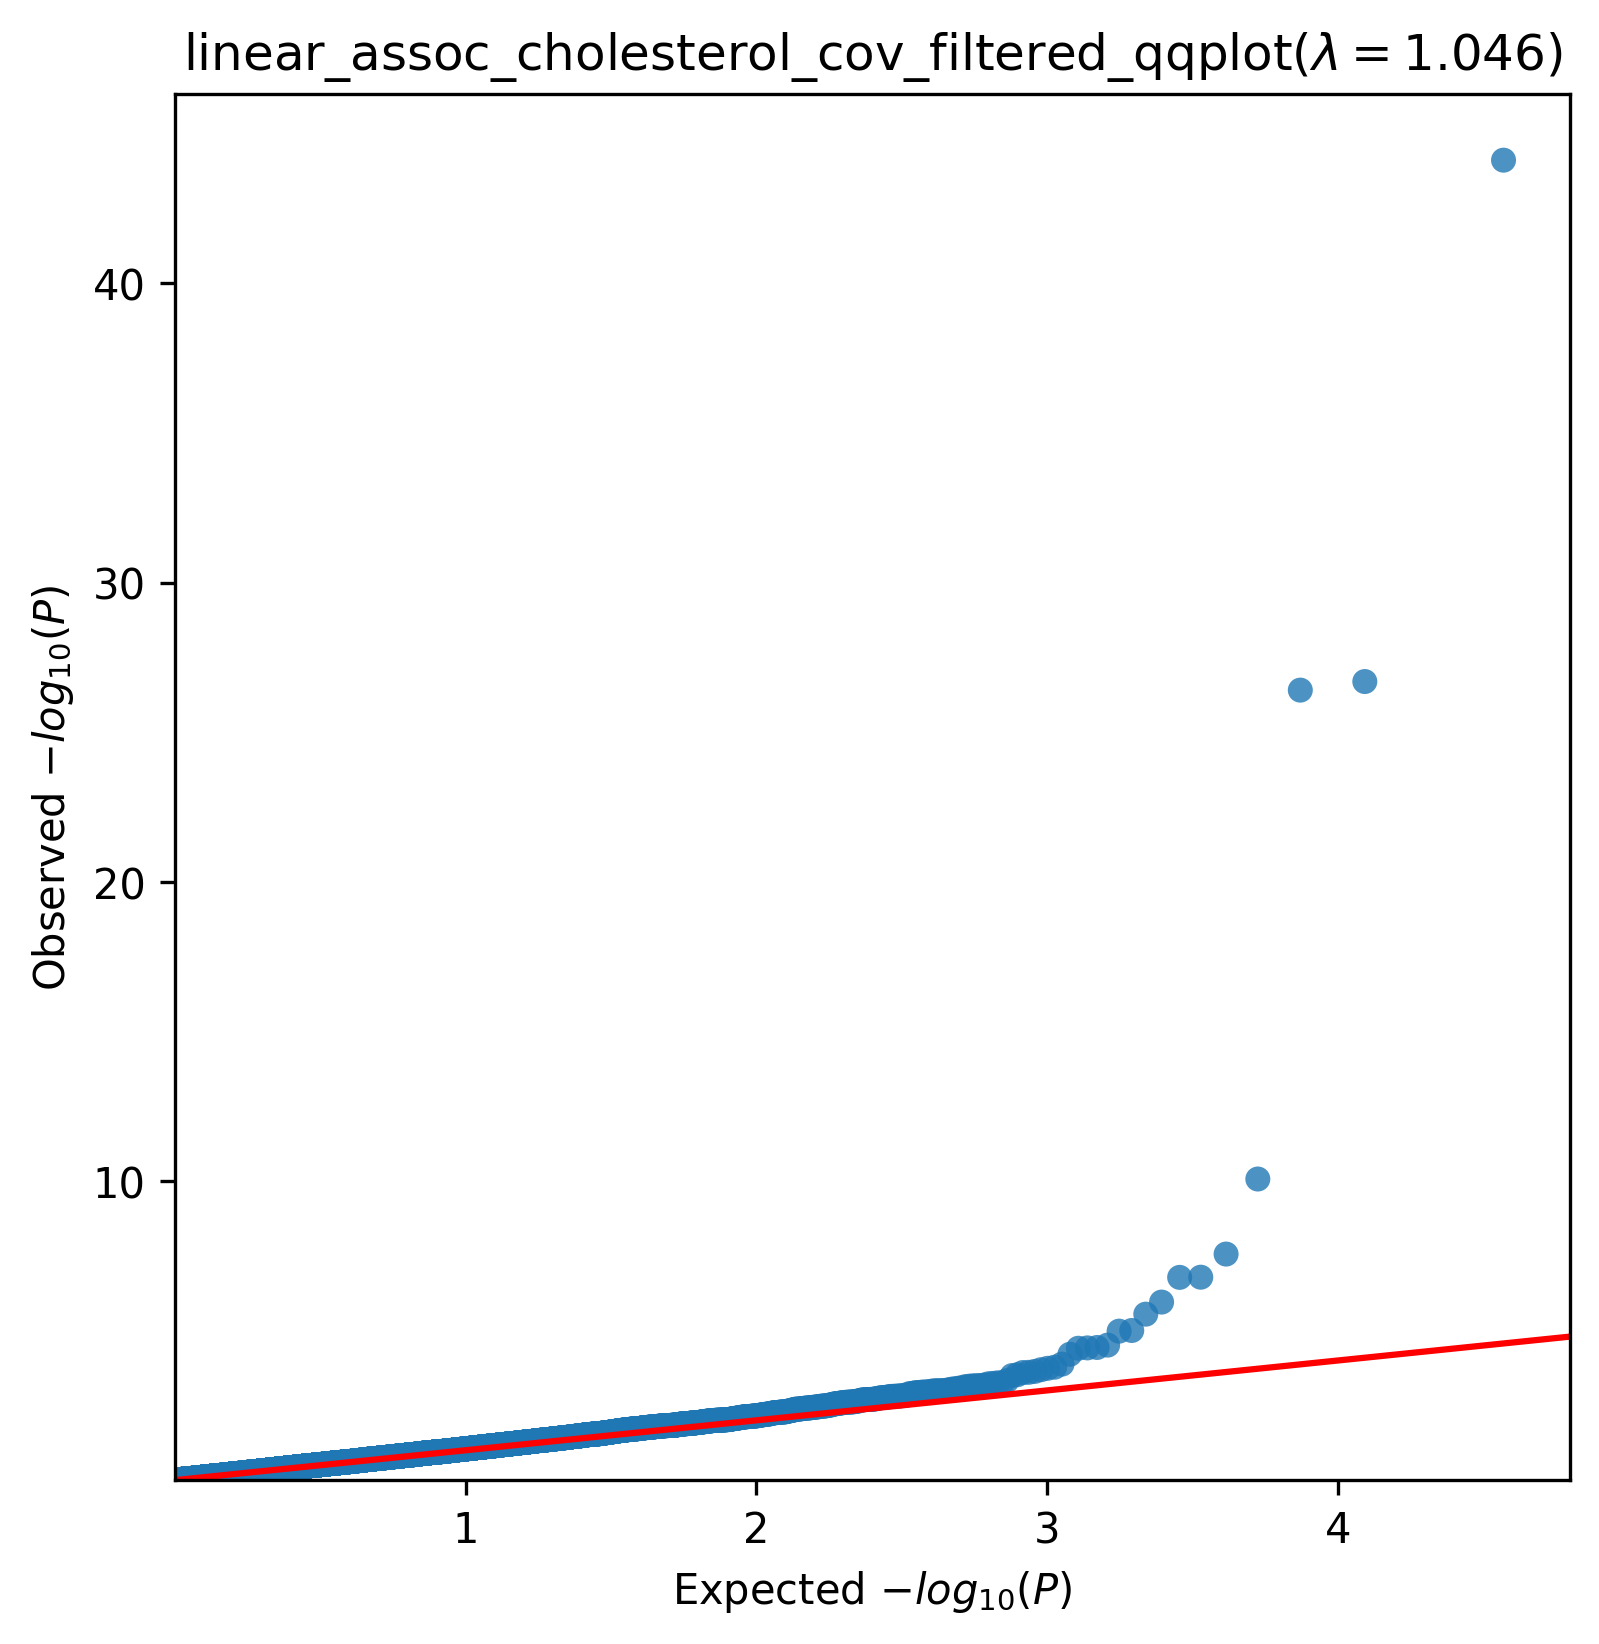 linear_assoc_cholesterol_cov_filtered_qqplot(λ = 1.046)
40
30
20
10
Observed −log₁₀(P)
1 2 3 4
Expected −log₁₀(P)